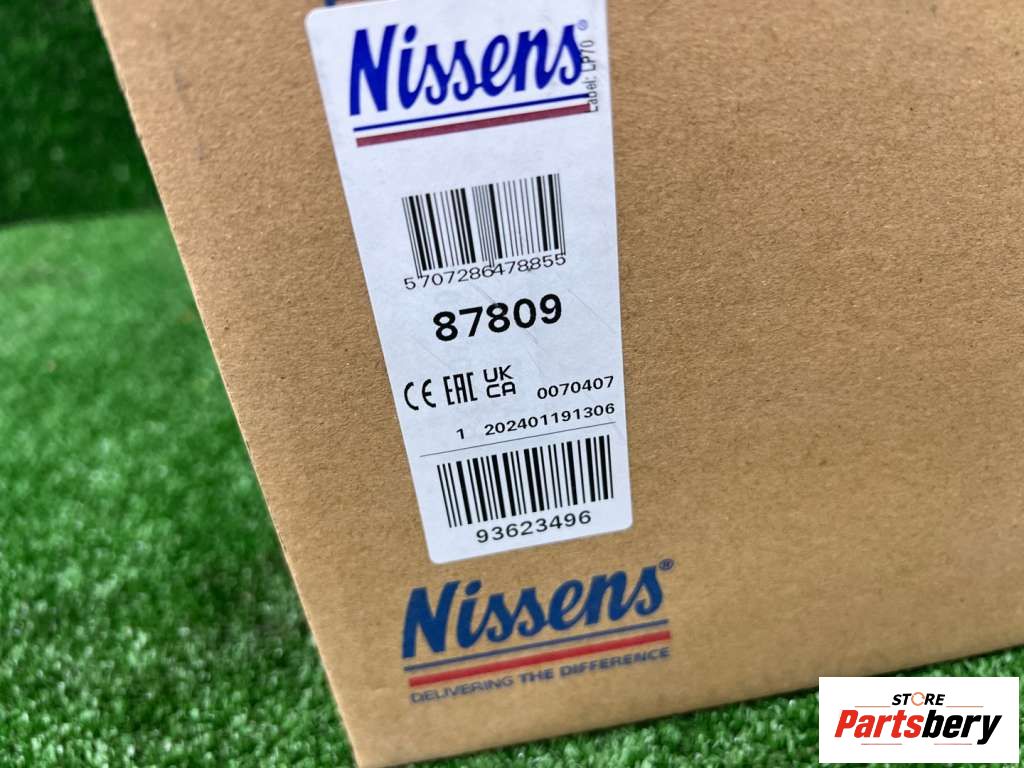 Nissens®
Label: LP70
5707286478855
87809
CE EAC UK CA 0070407
1 202401191306
93623496
Nissens®
DELIVERING THE DIFFERENCE
STORE
Partsbery